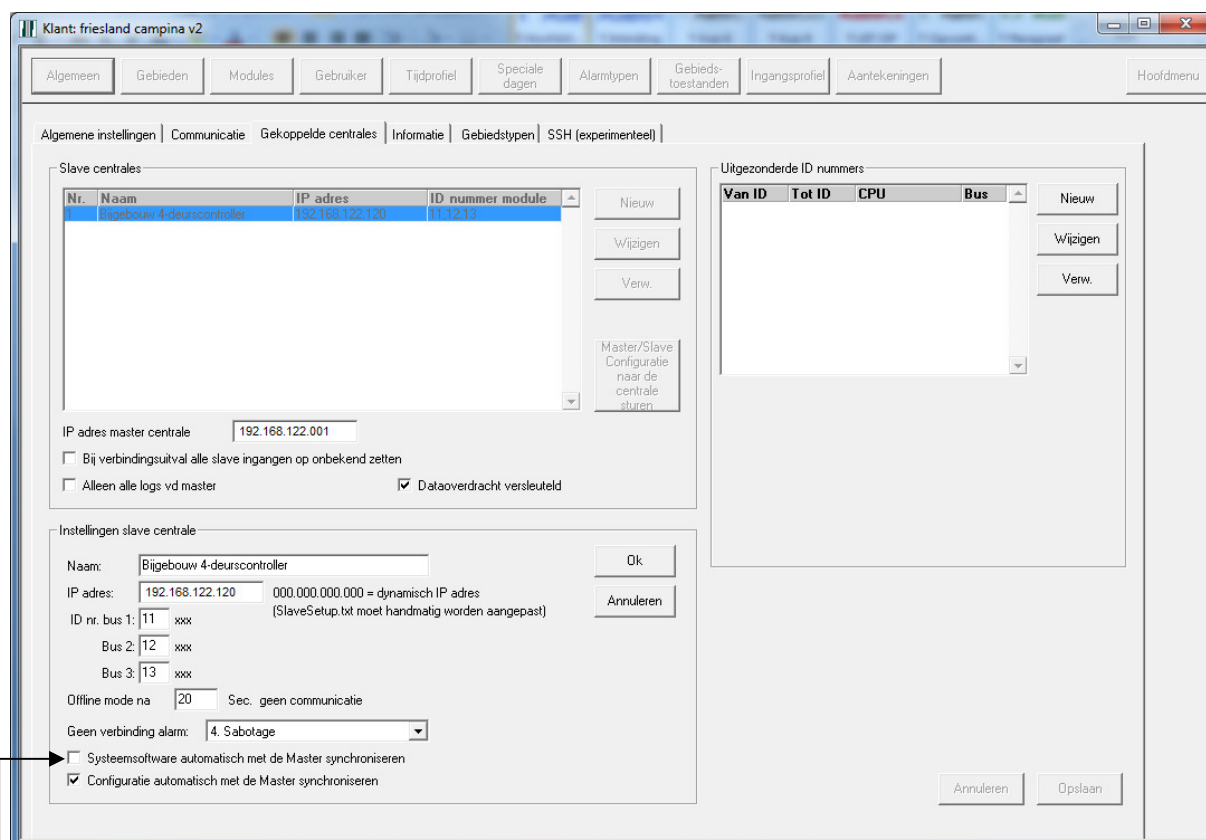 Klant: friesland campina v2
Algemeen Gebieden Modules Gebruiker Tijdprofiel Speciale dagen Alarmtypen Gebieds-toestanden Ingangsprofiel Aantekeningen Hoofdmenu
Algemene instellingen Communicatie Gekoppelde centrales Informatie Gebiedstypen SSH (experimenteel)
Slave centrales
Nr. Naam IP adres ID nummer module
1 Bijgebouw 4-deurscontroller 192.168.122.120 11,12,13
Nieuw
Wijzigen
Verw.
Master/Slave
Configuratie
naar de
centrale
sturen
IP adres master centrale 192.168.122.001
Bij verbindingsuitval alle slave ingangen op onbekend zetten
Alleen alle logs vd master Dataoverdracht versleuteld
Uitgezonderde ID nummers
Van ID Tot ID CPU Bus
Nieuw
Wijzigen
Verw.
Instellingen slave centrale
Naam: Bijgebouw 4-deurscontroller
Ok
IP adres: 192.168.122.120 000.000.000.000 = dynamisch IP adres
(SlaveSetup.txt moet handmatig worden aangepast)
Annuleren
ID nr. bus 1: 11 xxx
Bus 2: 12 xxx
Bus 3: 13 xxx
Offline mode na 20 Sec. geen communicatie
Geen verbinding alarm: 4. Sabotage
Systeemsoftware automatisch met de Master synchroniseren
Configuratie automatisch met de Master synchroniseren
Annuleren Opslaan